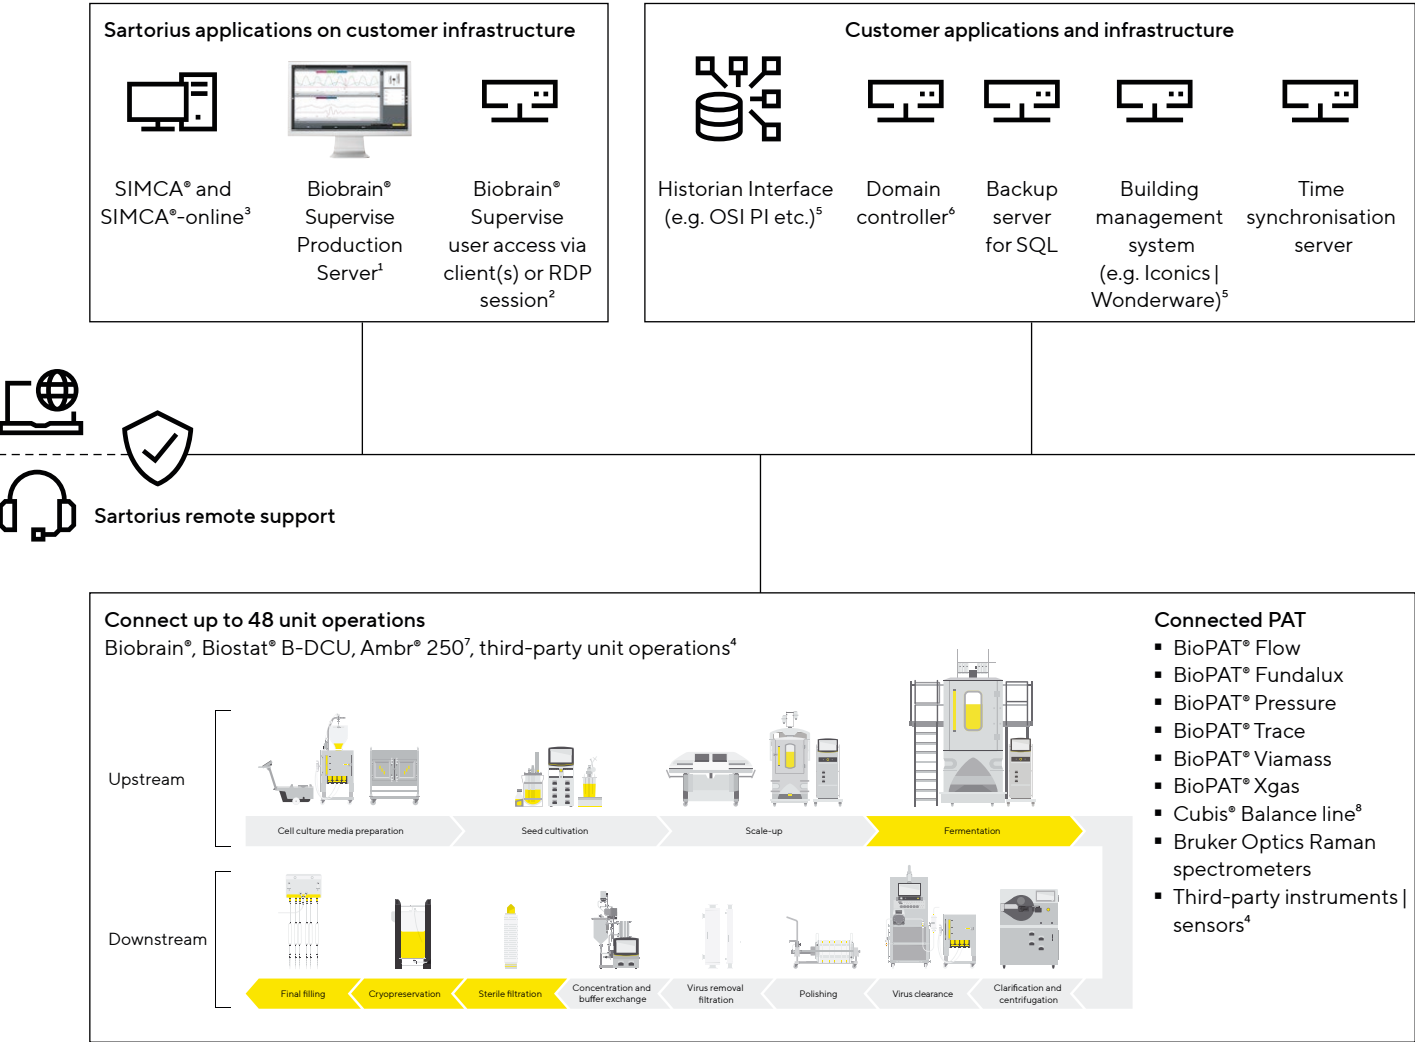 Sartorius applications on customer infrastructure
SIMCA® and
SIMCA®-online³
Biobrain®
Supervise
Production
Server¹
Biobrain®
Supervise
user access via
client(s) or RDP
session²
Customer applications and infrastructure
Historian Interface
(e.g. OSI PI etc.)⁵
Domain
controller⁶
Backup
server
for SQL
Building
management
system
(e.g. Iconics |
Wonderware)⁵
Time
synchronisation
server
Sartorius remote support
Connect up to 48 unit operations
Biobrain®, Biostat® B-DCU, Ambr® 250⁷, third-party unit operations⁴
Upstream
Cell culture media preparation
Seed cultivation
Scale-up
Fermentation
Downstream
Final filling
Cryopreservation
Sterile filtration
Concentration and
buffer exchange
Virus removal
filtration
Polishing
Virus clearance
Clarification and
centrifugation
Connected PAT
▪ BioPAT® Flow
▪ BioPAT® Fundalux
▪ BioPAT® Pressure
▪ BioPAT® Trace
▪ BioPAT® Viamass
▪ BioPAT® Xgas
▪ Cubis® Balance line⁸
▪ Bruker Optics Raman
spectrometers
▪ Third-party instruments |
sensors⁴